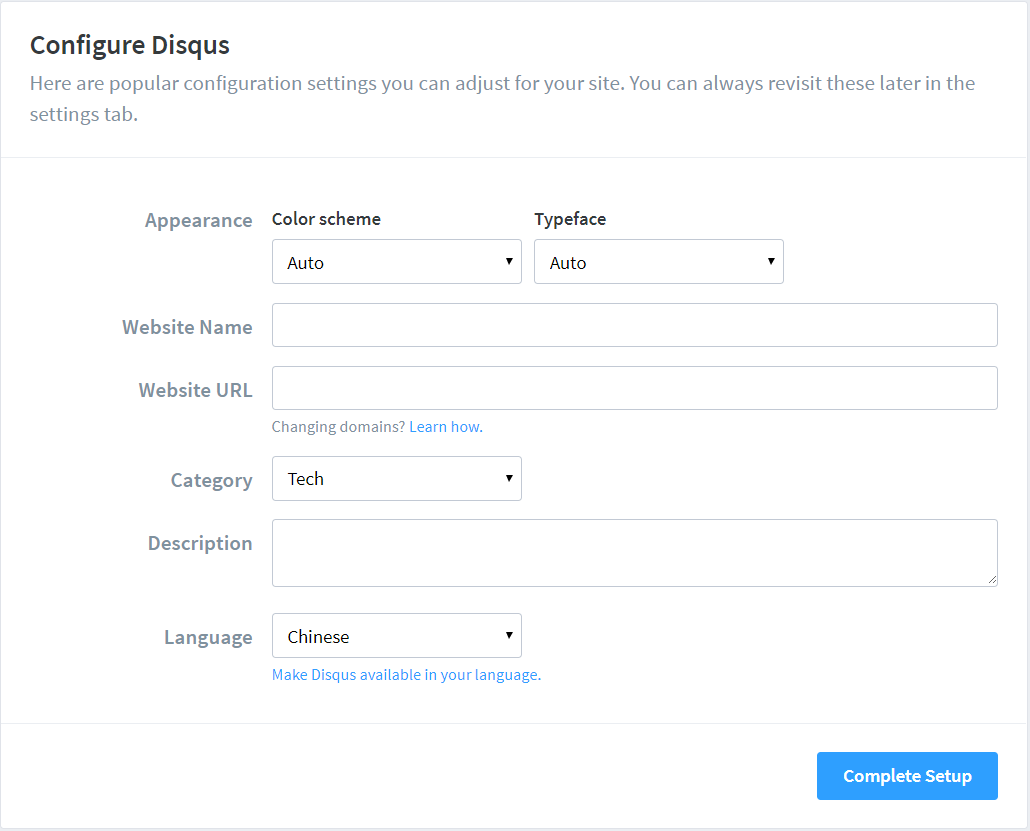 Configure Disqus
Here are popular configuration settings you can adjust for your site. You can always revisit these later in the
settings tab.
Appearance
Color scheme
Typeface
Auto
Auto
Website Name
Website URL
Changing domains? Learn how.
Category
Tech
Description
Language
Chinese
Make Disqus available in your language.
Complete Setup